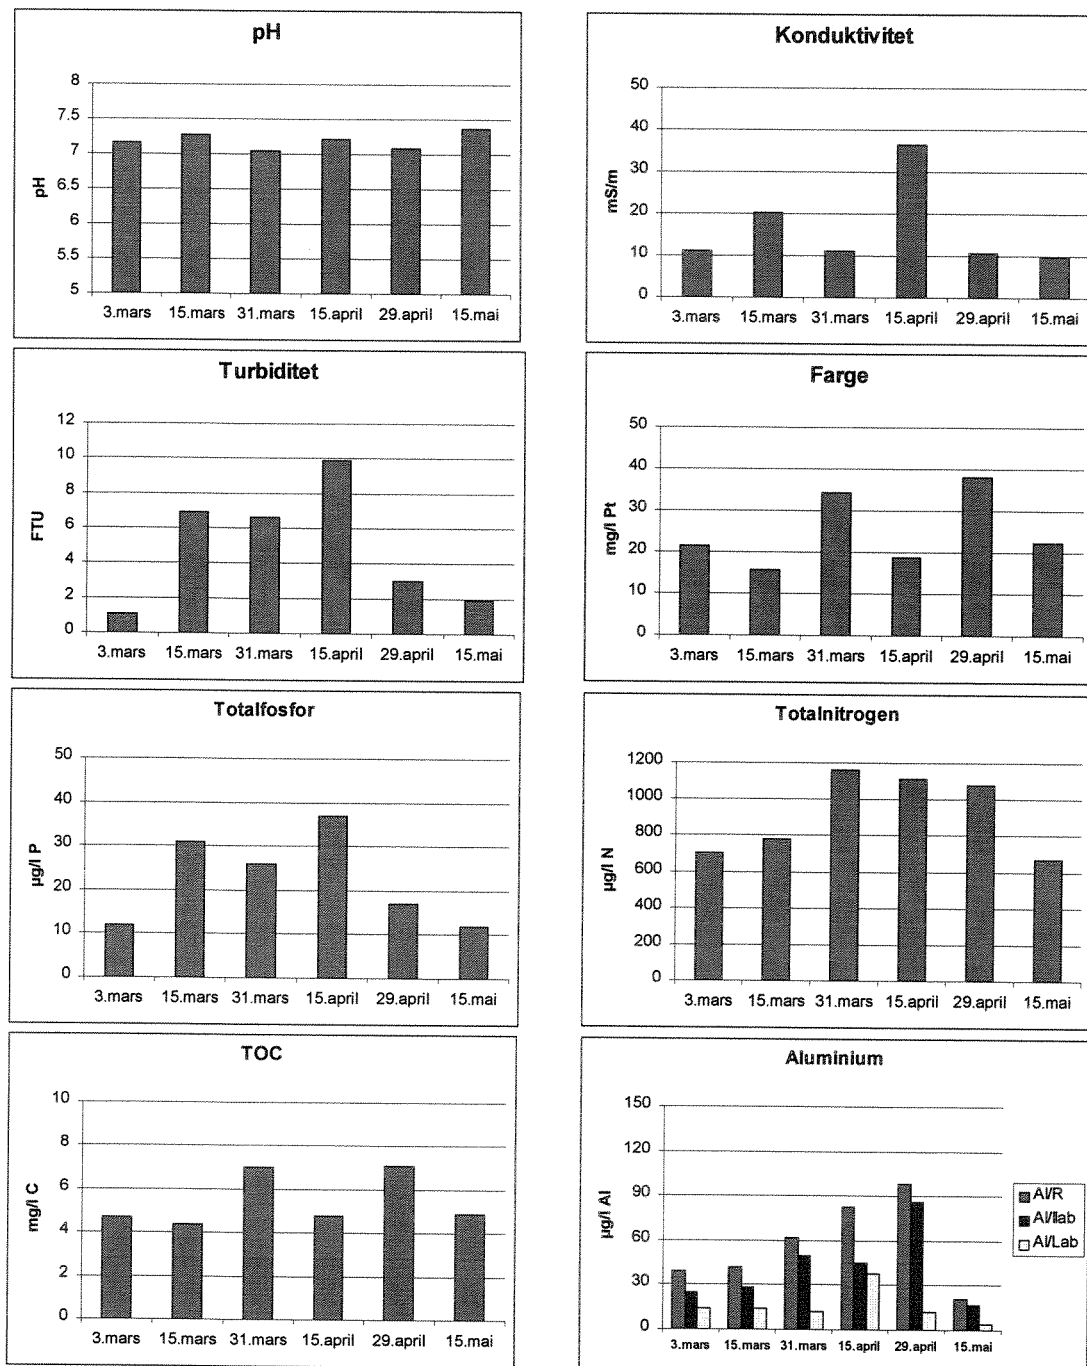 pH
8
7.5
7
6.5
6
5.5
5
pH
3.mars 15.mars 31.mars 15.april 29.april 15.mai
Konduktivitet
50
40
30
20
10
0
mS/m
3.mars 15.mars 31.mars 15.april 29.april 15.mai
Turbiditet
12
10
8
6
4
2
0
FTU
3.mars 15.mars 31.mars 15.april 29.april 15.mai
Farge
50
40
30
20
10
0
mg/l Pt
3.mars 15.mars 31.mars 15.april 29.april 15.mai
Totalfosfor
50
40
30
20
10
0
µg/l P
3.mars 15.mars 31.mars 15.april 29.april 15.mai
Totalnitrogen
1200
1000
800
600
400
200
0
µg/l N
3.mars 15.mars 31.mars 15.april 29.april 15.mai
TOC
10
8
6
4
2
0
mg/l C
3.mars 15.mars 31.mars 15.april 29.april 15.mai
Aluminium
150
120
90
60
30
0
µg/l Al
3.mars 15.mars 31.mars 15.april 29.april 15.mai
Al/R
Al/Ilab
Al/Lab